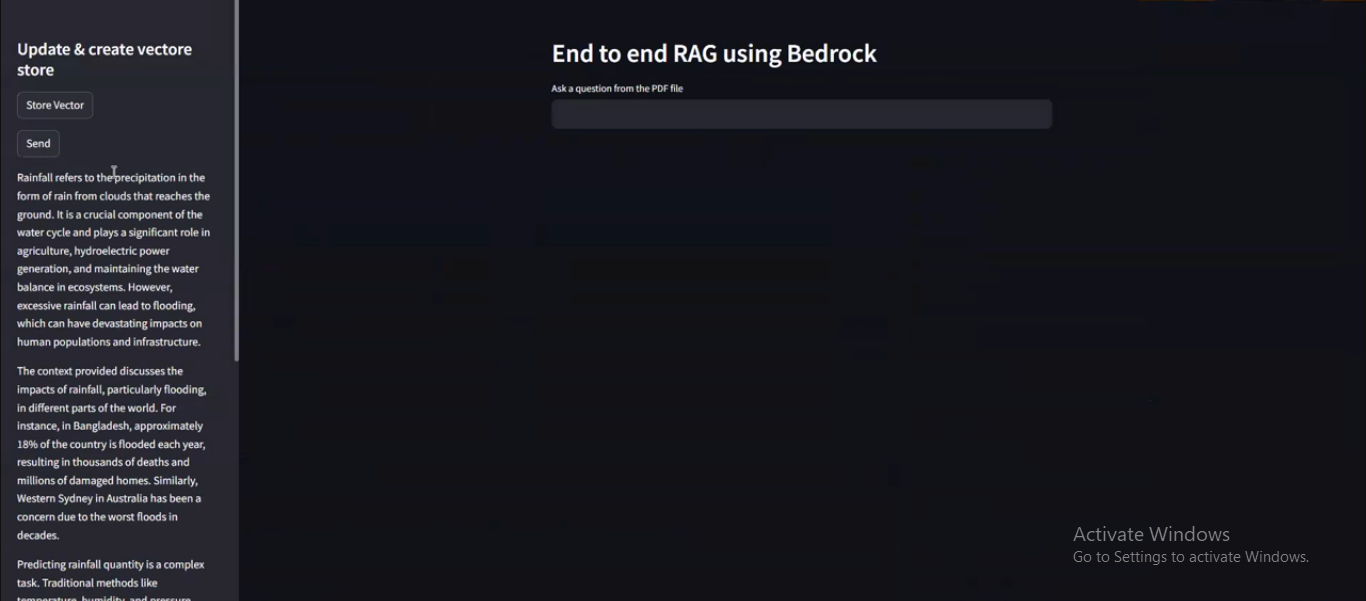 Update & create vectore
store
Store Vector
Send
Rainfall refers to the precipitation in the
form of rain from clouds that reaches the
ground. It is a crucial component of the
water cycle and plays a significant role in
agriculture, hydroelectric power
generation, and maintaining the water
balance in ecosystems. However,
excessive rainfall can lead to flooding,
which can have devastating impacts on
human populations and infrastructure.
The context provided discusses the
impacts of rainfall, particularly flooding,
in different parts of the world. For
instance, in Bangladesh, approximately
18% of the country is flooded each year,
resulting in thousands of deaths and
millions of damaged homes. Similarly,
Western Sydney in Australia has been a
concern due to the worst floods in
decades.
Predicting rainfall quantity is a complex
task. Traditional methods like
temperature, humidity, and pressure
End to end RAG using Bedrock
Ask a question from the PDF file
Activate Windows
Go to Settings to activate Windows.